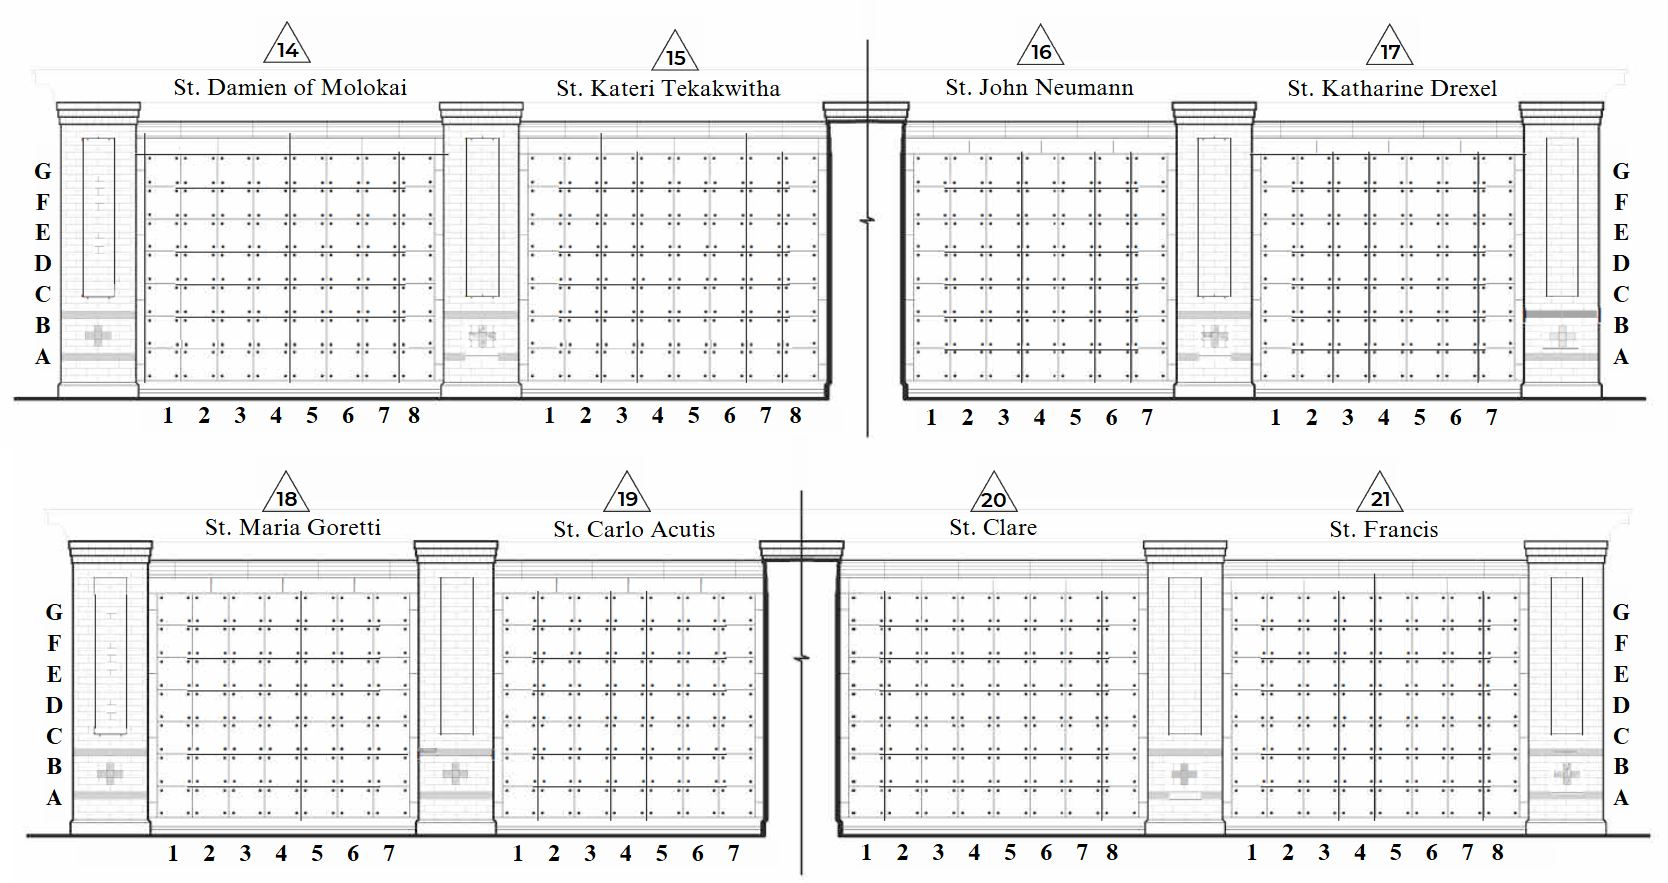 14 15 16 17
St. Damien of Molokai St. Kateri Tekakwitha St. John Neumann St. Katharine Drexel
G G
F F
E E
D D
C C
B B
A A
1 2 3 4 5 6 7 8 1 2 3 4 5 6 7 8 1 2 3 4 5 6 7 1 2 3 4 5 6 7
18 19 20 21
St. Maria Goretti St. Carlo Acutis St. Clare St. Francis
G G
F F
E E
D D
C C
B B
A A
1 2 3 4 5 6 7 1 2 3 4 5 6 7 1 2 3 4 5 6 7 8 1 2 3 4 5 6 7 8